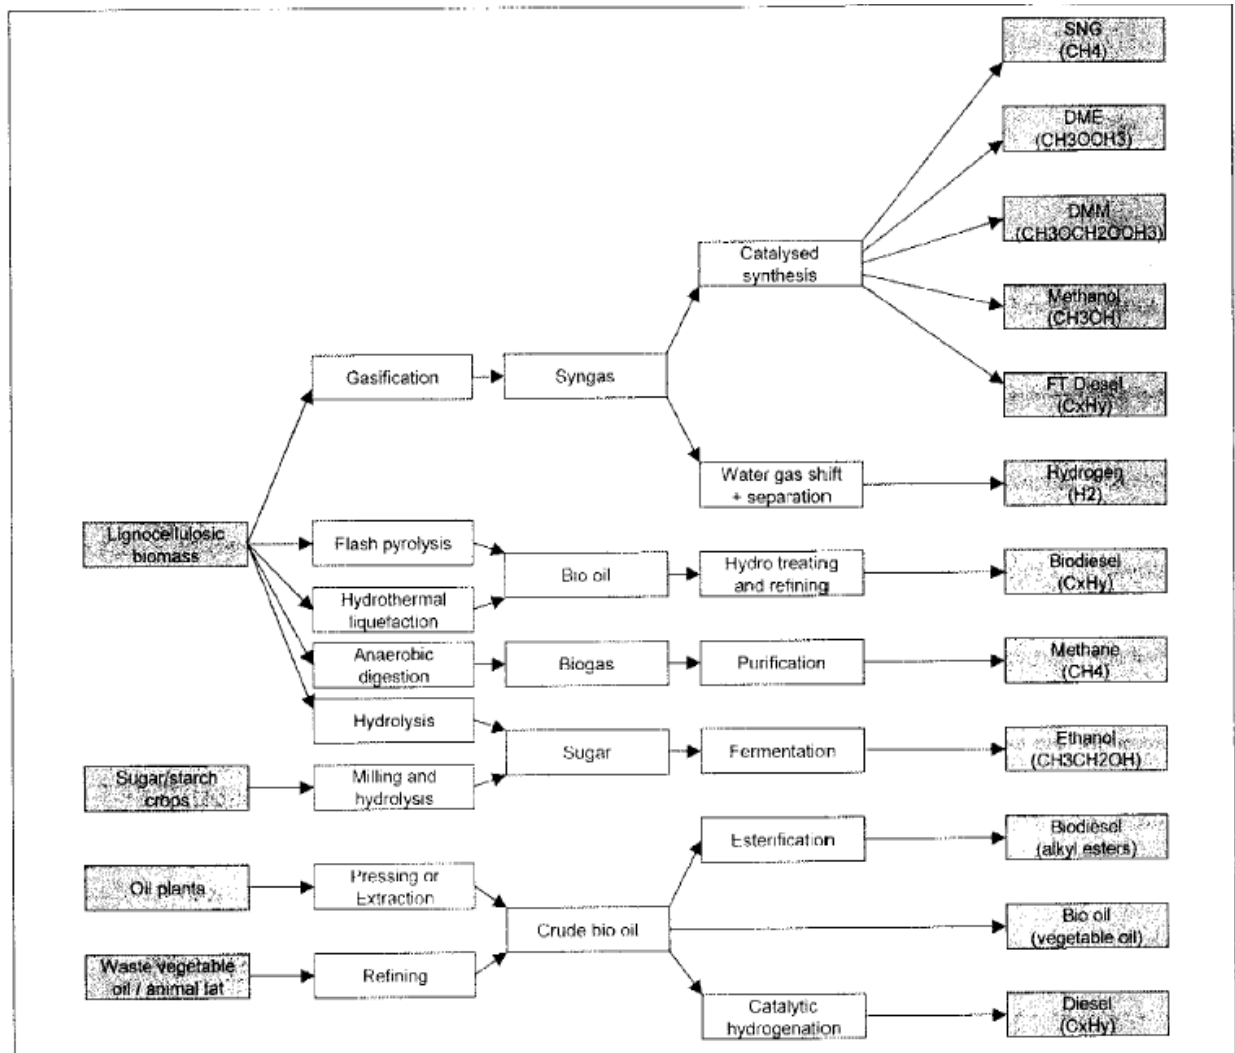 SNG
(CH4)
DME
(CH3OCH3)
DMM
(CH3OCH2OCH3)
Catalysed
synthesis
Methanol
(CH3OH)
Gasification
Syngas
FT Diesel
(CxHy)
Water gas shift
+ separation
Hydrogen
(H2)
Lignocellulosic
biomass
Flash pyrolysis
Bio oil
Hydro treating
and refining
Biodiesel
(CxHy)
Hydrothermal
liquefaction
Anaerobic
digestion
Biogas
Purification
Methane
(CH4)
Hydrolysis
Sugar
Fermentation
Ethanol
(CH3CH2OH)
Sugar/starch
crops
Milling and
hydrolysis
Esterification
Biodiesel
(alkyl esters)
Oil planta
Pressing or
Extraction
Crude bio oil
Bio oil
(vegetable oil)
Waste vegetable
oil / animal fat
Refining
Catalytic
hydrogenation
Diesel
(CxHy)